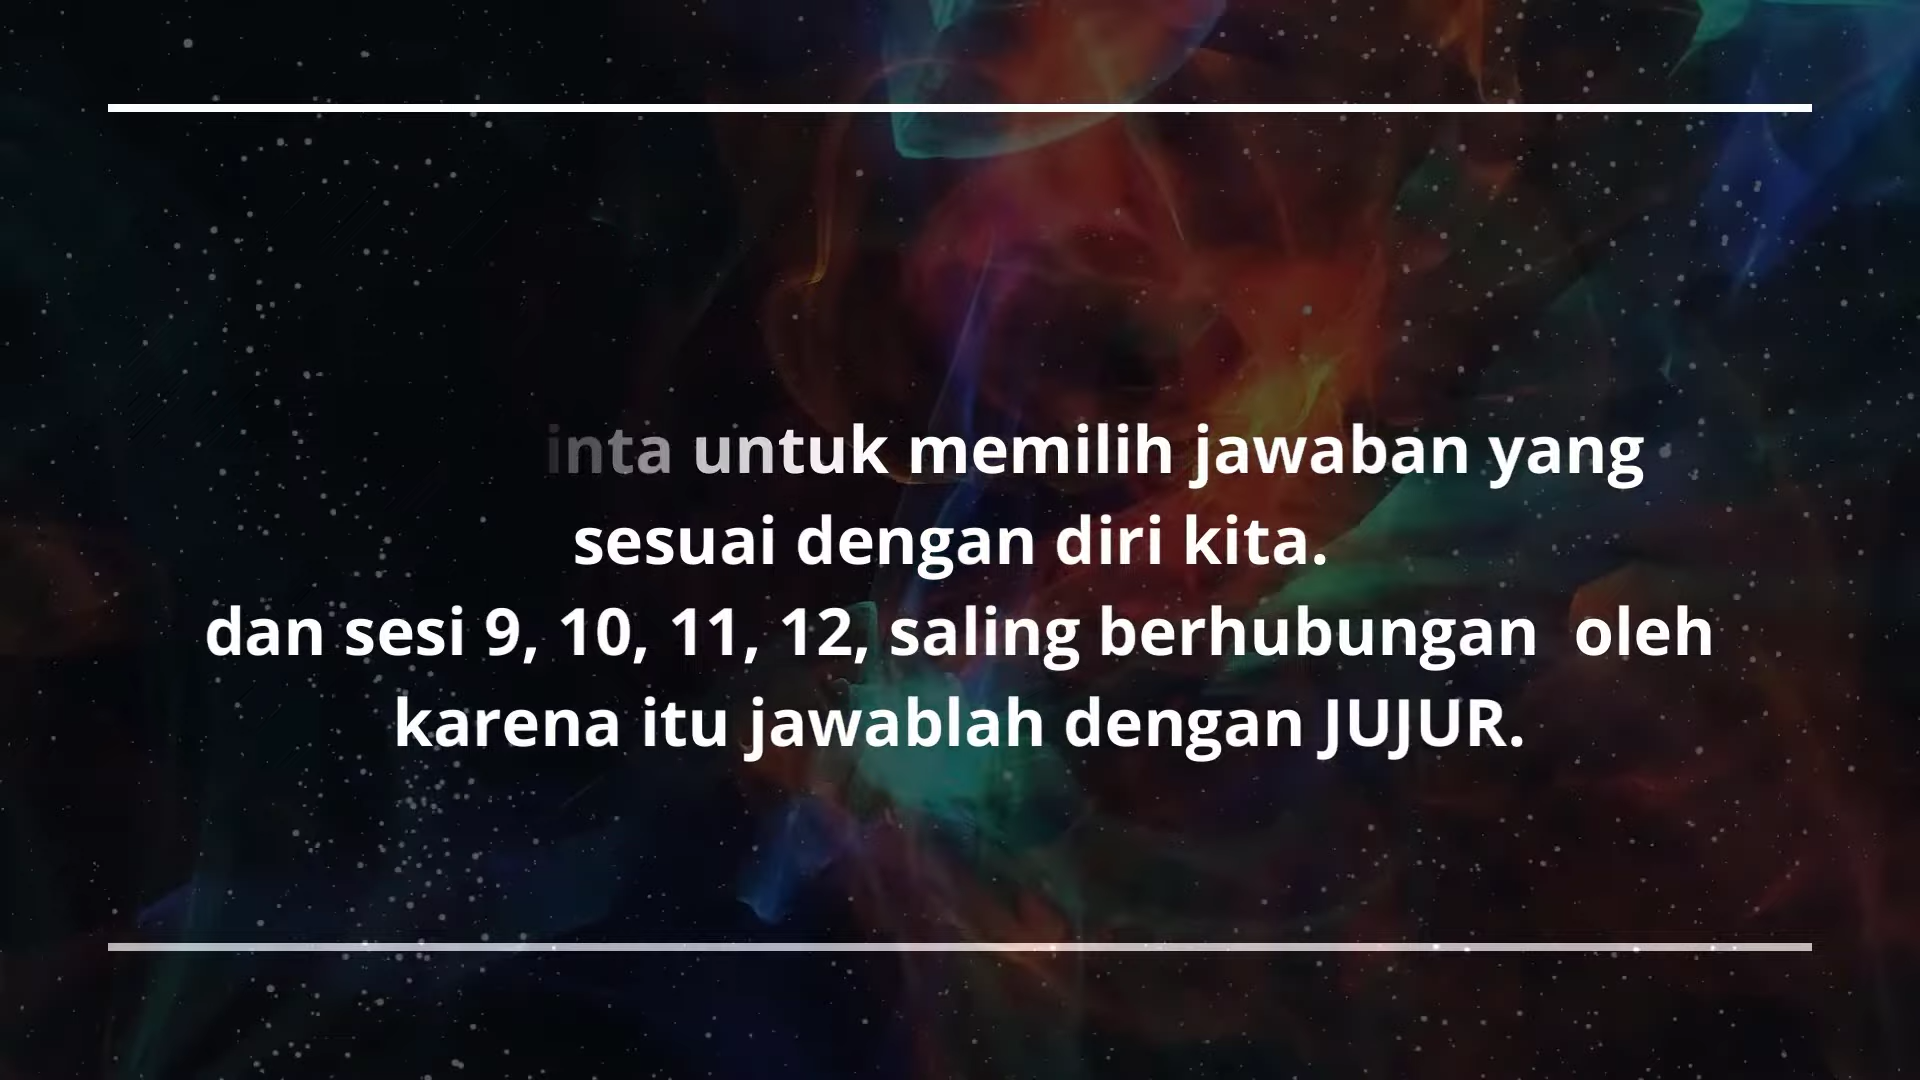 untuk memilih jawaban yang
sesuai dengan diri kita.
dan sesi 9, 10, 11, 12, saling berhubungan oleh
karena itu jawablah dengan JUJUR.